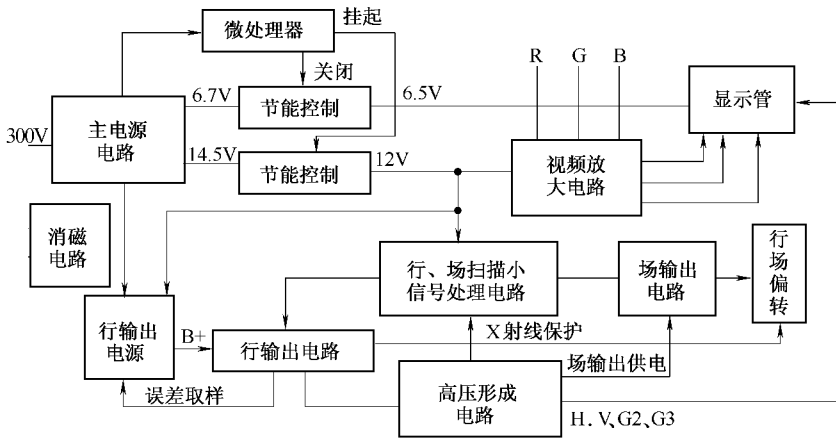 微处理器
挂起
关闭
R
G
B
6.7V
节能控制
6.5V
显示管
300V
主电源
电路
14.5V
节能控制
12V
视频放
大电路
消磁
电路
行、场扫描小
信号处理电路
场输出
电路
行
场
偏
转
行输出
电源
B+
行输出电路
X射线保护
场输出供电
误差取样
高压形成
电路
H．V、G2、G3